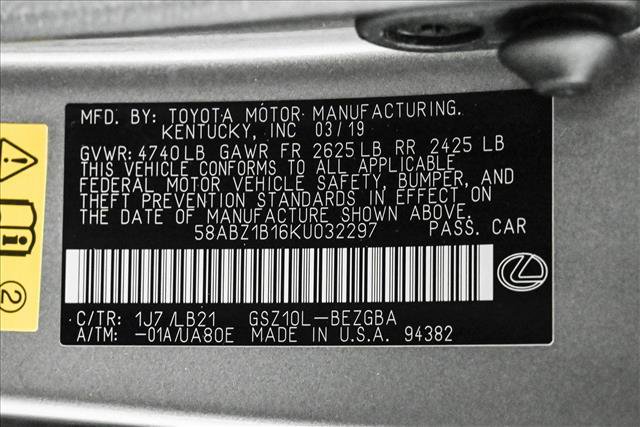 MFD. BY: TOYOTA MOTOR MANUFACTURING.
KENTUCKY, INC 03/19
GVWR: 4740LB GAWR FR 2625LB RR 2425 LB
THIS VEHICLE CONFORMS TO ALL APPLICABLE
FEDERAL MOTOR VEHICLE SAFETY, BUMPER, AND
THEFT PREVENTION STANDARDS IN EFFECT ON
THE DATE OF MANUFACTURE SHOWN ABOVE.
58ABZ1B16KU032297 PASS. CAR
C/TR: 1J7/LB21 GSZ10L-BEZGBA
A/TM: -01A/UA80E MADE IN U.S.A. 94382
2